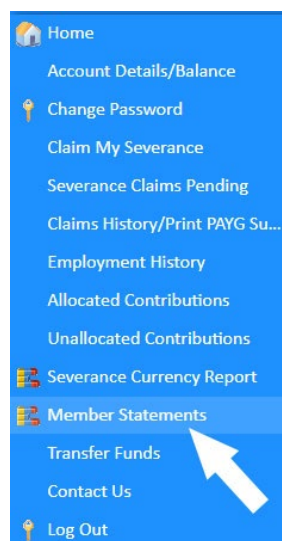 Home
Account Details/Balance
Change Password
Claim My Severance
Severance Claims Pending
Claims History/Print PAYG Su...
Employment History
Allocated Contributions
Unallocated Contributions
Severance Currency Report
Member Statements
Transfer Funds
Contact Us
Log Out